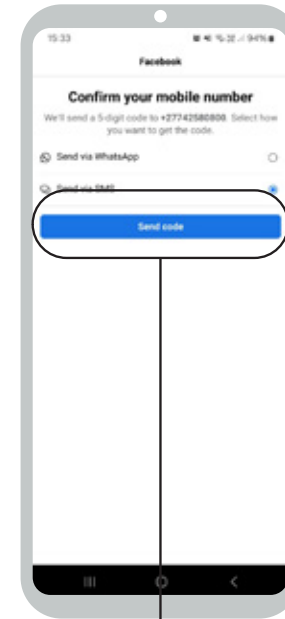 15:33
94%
Facebook
Confirm your mobile number
We'll send a 5-digit code to +27742580808. Select how
you want to get the code.
Send via WhatsApp
Send via SMS
Send code